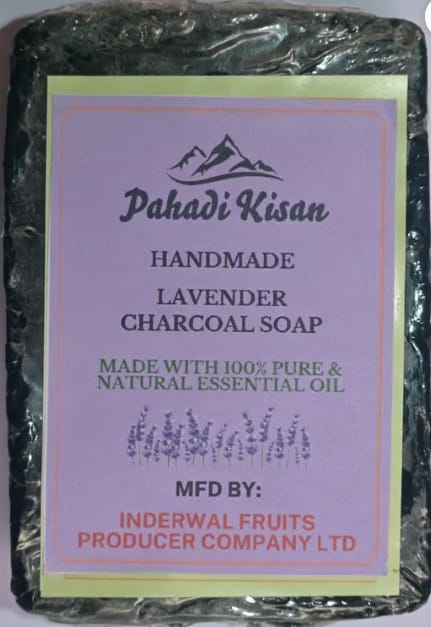 Pahadi Kisan
HANDMADE
LAVENDER
CHARCOAL SOAP
MADE WITH 100% PURE &
NATURAL ESSENTIAL OIL
MFD BY:
INDERWAL FRUITS
PRODUCER COMPANY LTD